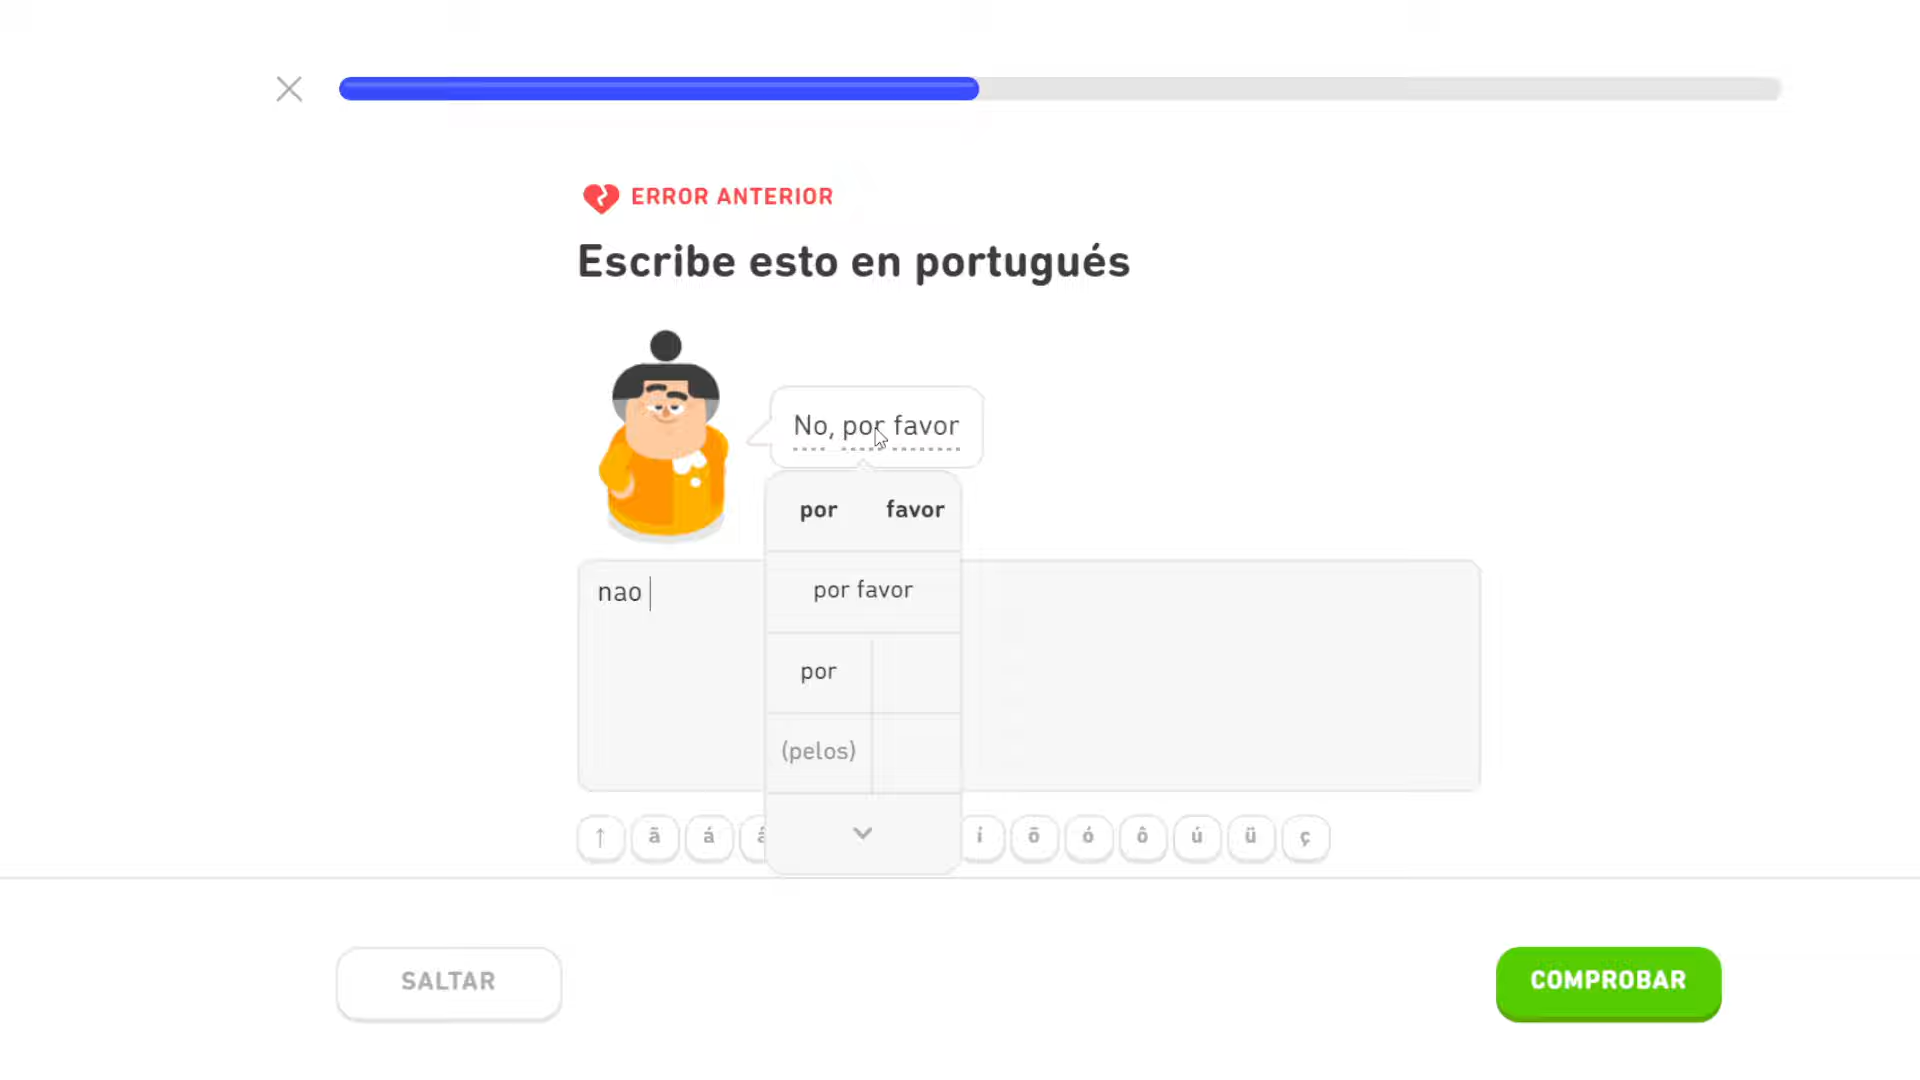 ERROR ANTERIOR
Escribe esto en portugués
No, por favor
por favor
por favor
nao
por
(pelos)
↑ ã á í õ ó ô ú ü ç
SALTAR
COMPROBAR